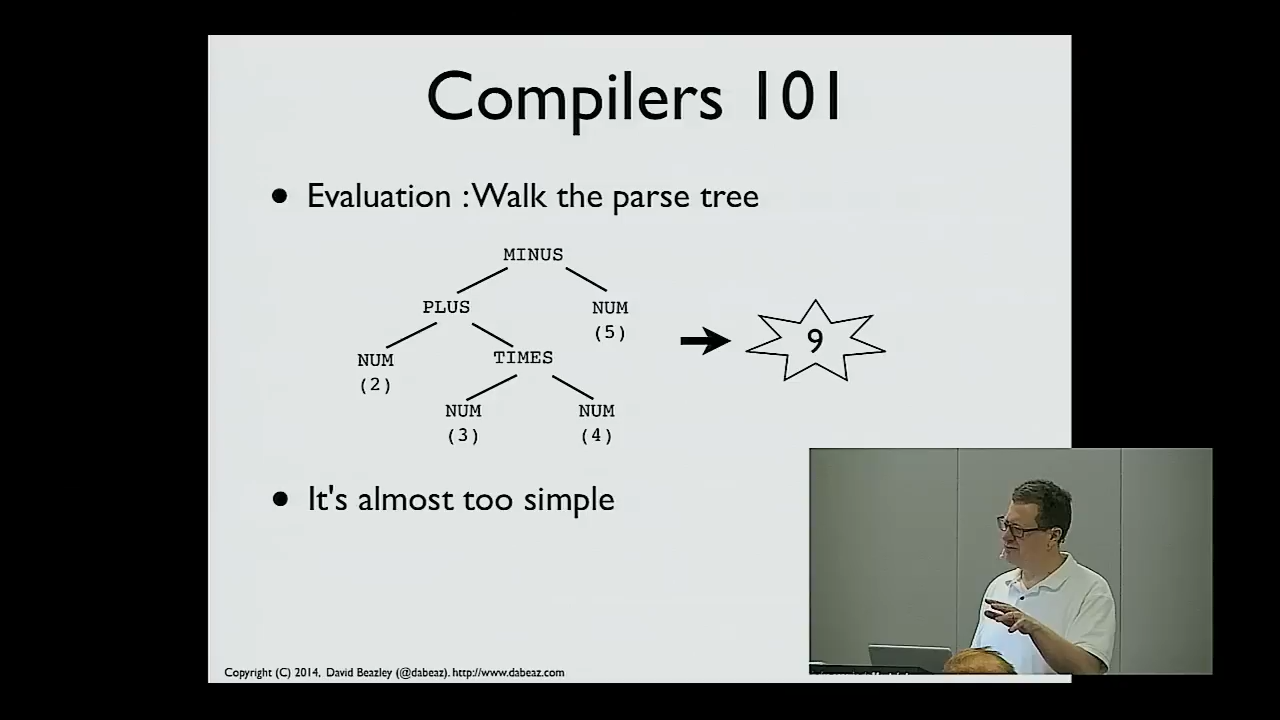 Compilers 101
• Evaluation : Walk the parse tree
MINUS
PLUS
NUM
(5)
NUM
(2)
TIMES
NUM
(3)
NUM
(4)
9
• It's almost too simple
Copyright (C) 2014, David Beazley (@dabeaz). http://www.dabeaz.com